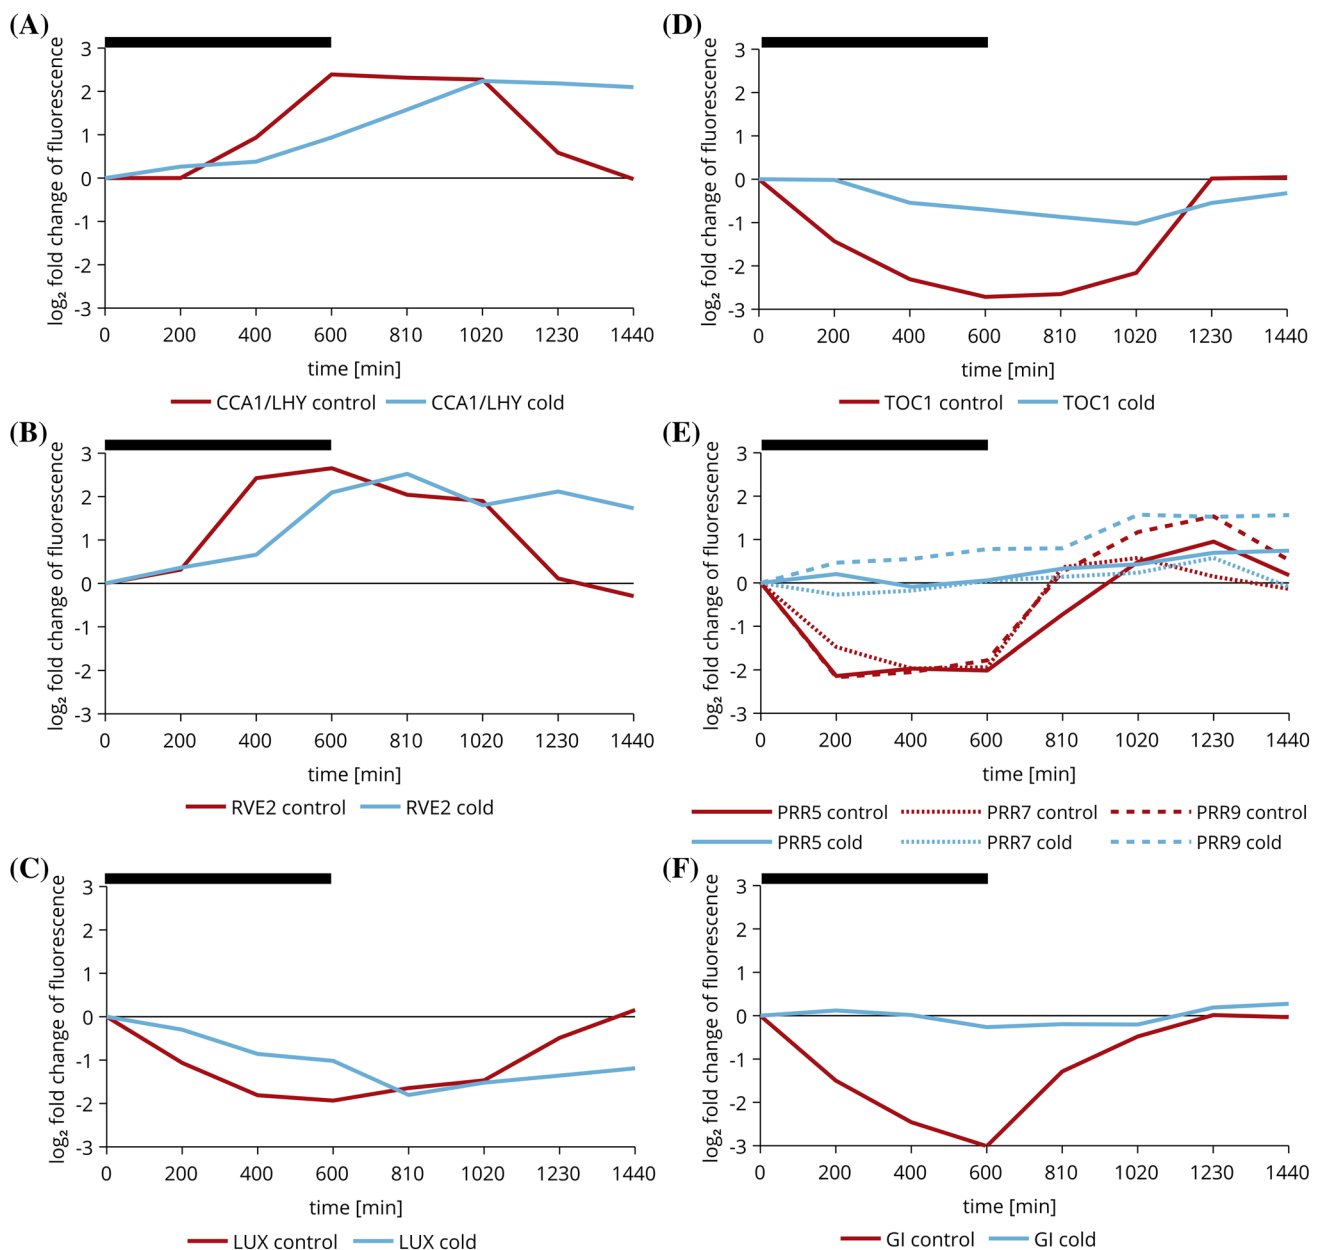 (A)
log₂ fold change of fluorescence
3
2
1
0
-1
-2
-3
0 200 400 600 810 1020 1230 1440
time [min]
CCA1/LHY control CCA1/LHY cold
(B)
log₂ fold change of fluorescence
3
2
1
0
-1
-2
-3
0 200 400 600 810 1020 1230 1440
time [min]
RVE2 control RVE2 cold
(C)
log₂ fold change of fluorescence
3
2
1
0
-1
-2
-3
0 200 400 600 810 1020 1230 1440
time [min]
LUX control LUX cold
(D)
log₂ fold change of fluorescence
3
2
1
0
-1
-2
-3
0 200 400 600 810 1020 1230 1440
time [min]
TOC1 control TOC1 cold
(E)
log₂ fold change of fluorescence
3
2
1
0
-1
-2
-3
0 200 400 600 810 1020 1230 1440
time [min]
PRR5 control PRR7 control PRR9 control
PRR5 cold PRR7 cold PRR9 cold
(F)
log₂ fold change of fluorescence
3
2
1
0
-1
-2
-3
0 200 400 600 810 1020 1230 1440
time [min]
GI control GI cold